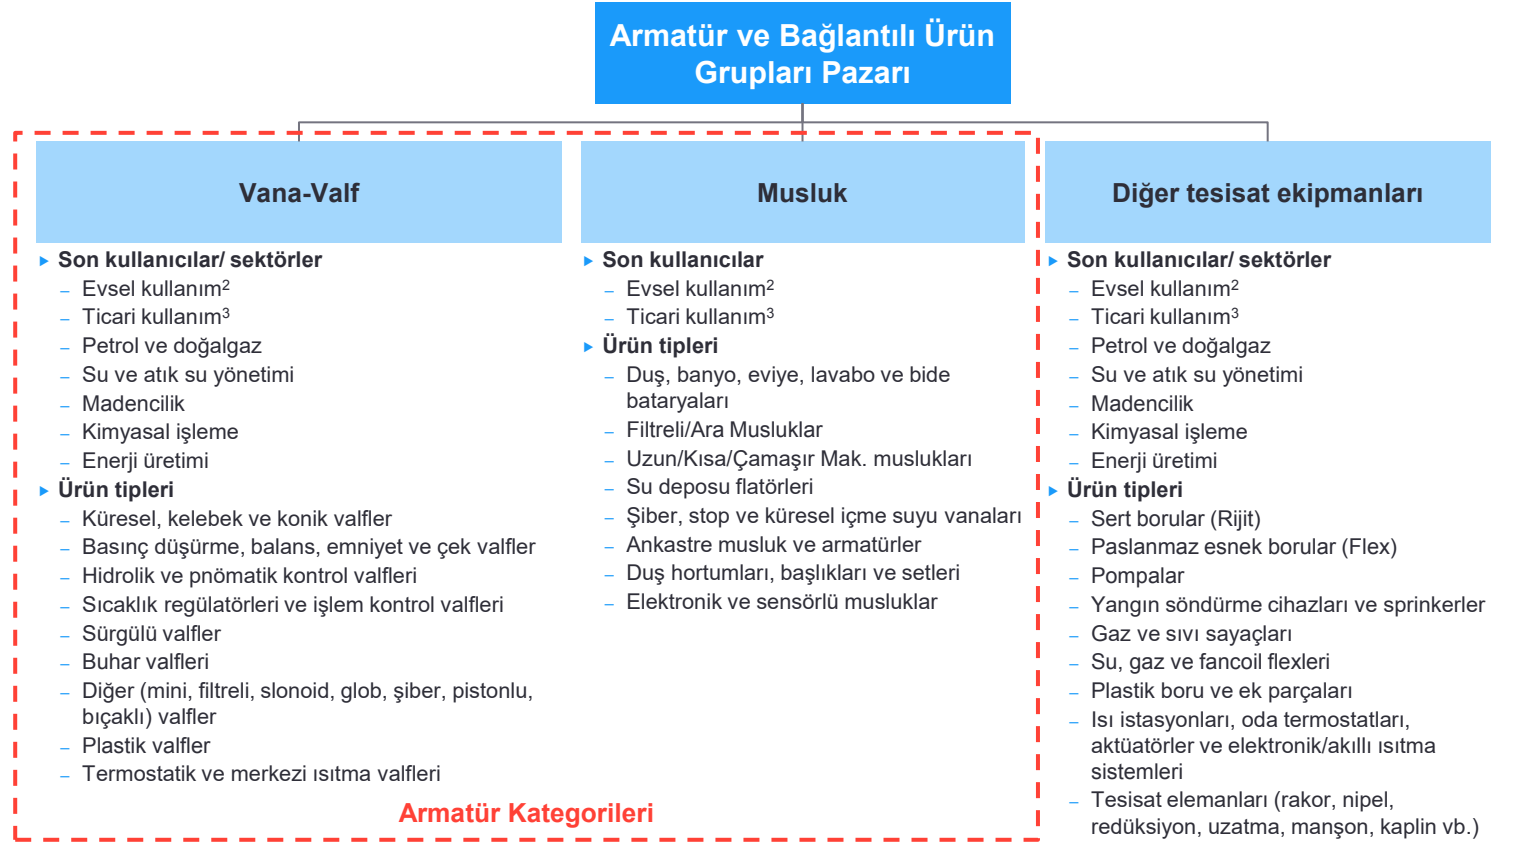 Armatür ve Bağlantılı Ürün
Grupları Pazarı
Vana-Valf
Son kullanıcılar/ sektörler
Evsel kullanım²
Ticari kullanım³
Petrol ve doğalgaz
Su ve atık su yönetimi
Madencilik
Kimyasal işleme
Enerji üretimi
Ürün tipleri
Küresel, kelebek ve konik valfler
Basınç düşürme, balans, emniyet ve çek valfler
Hidrolik ve pnömatik kontrol valfleri
Sıcaklık regülatörleri ve işlem kontrol valfleri
Sürgülü valfler
Buhar valfleri
Diğer (mini, filtreli, slonoid, glob, şiber, pistonlu,
bıçaklı) valfler
Plastik valfler
Termostatik ve merkezi ısıtma valfleri
Musluk
Son kullanıcılar
Evsel kullanım²
Ticari kullanım³
Ürün tipleri
Duş, banyo, eviye, lavabo ve bide
bataryaları
Filtreli/Ara Musluklar
Uzun/Kısa/Çamaşır Mak. muslukları
Su deposu flatörleri
Şiber, stop ve küresel içme suyu vanaları
Ankastre musluk ve armatürler
Duş hortumları, başlıkları ve setleri
Elektronik ve sensörlü musluklar
Armatür Kategorileri
Diğer tesisat ekipmanları
Son kullanıcılar/ sektörler
Evsel kullanım²
Ticari kullanım³
Petrol ve doğalgaz
Su ve atık su yönetimi
Madencilik
Kimyasal işleme
Enerji üretimi
Ürün tipleri
Sert borular (Rijit)
Paslanmaz esnek borular (Flex)
Pompalar
Yangın söndürme cihazları ve sprinkerler
Gaz ve sıvı sayaçları
Su, gaz ve fancoil flexleri
Plastik boru ve ek parçaları
Isı istasyonları, oda termostatları,
aktüatörler ve elektronik/akıllı ısıtma
sistemleri
Tesisat elemanları (rakor, nipel,
redüksiyon, uzatma, manşon, kaplin vb.)